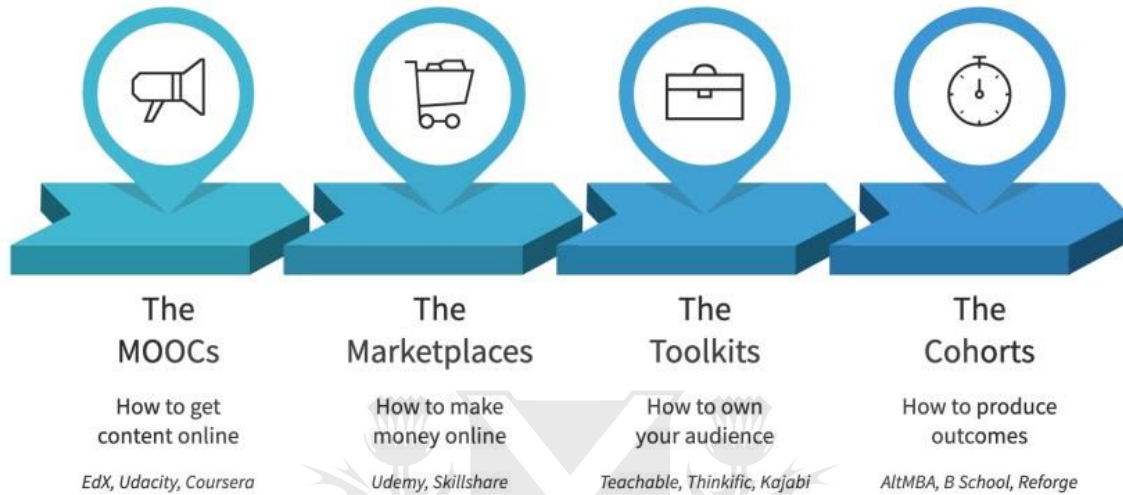 The
MOOCs
How to get
content online
EdX, Udacity, Coursera
The
Marketplaces
How to make
money online
Udemy, Skillshare
The
Toolkits
How to own
your audience
Teachable, Thinkific, Kajabi
The
Cohorts
How to produce
outcomes
AltMBA, B School, Reforge